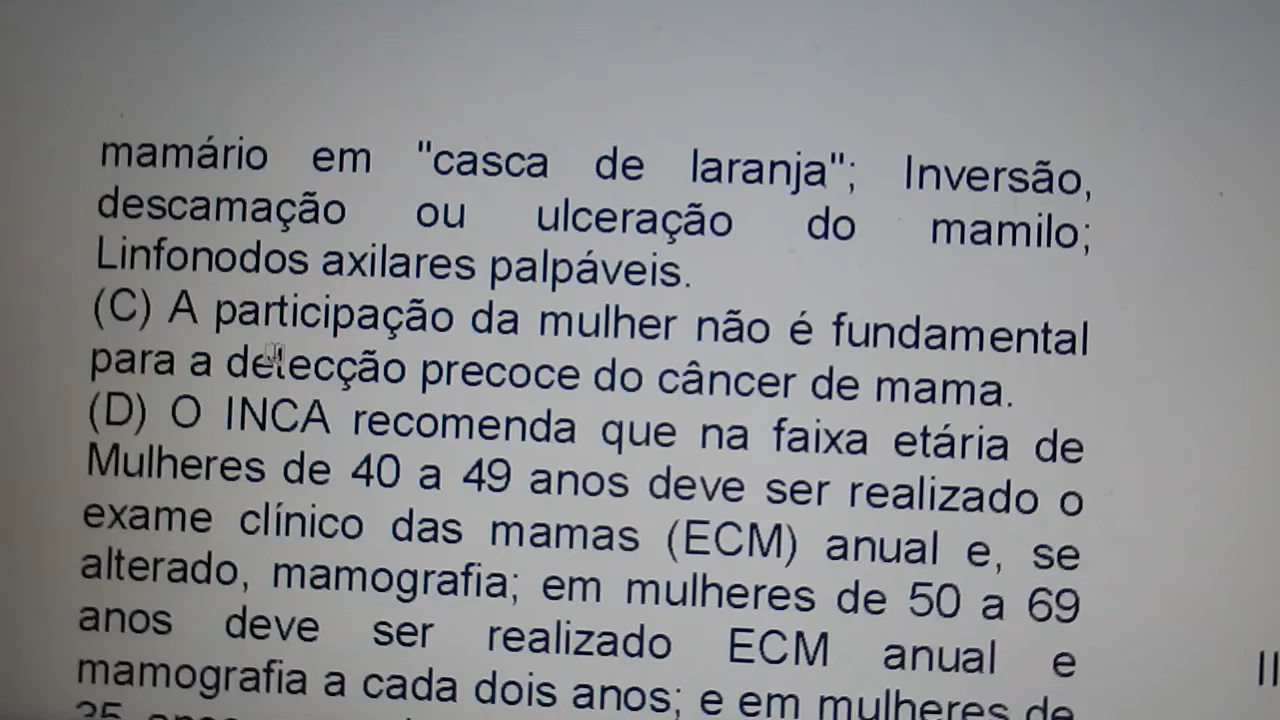 mamário em "casca de laranja"; Inversão,
descamação ou ulceração do mamilo;
Linfonodos axilares palpáveis.
(C) A participação da mulher não é fundamental
para a detecção precoce do câncer de mama.
(D) O INCA recomenda que na faixa etária de
Mulheres de 40 a 49 anos deve ser realizado o
exame clínico das mamas (ECM) anual e, se
alterado, mamografia; em mulheres de 50 a 69
anos deve ser realizado ECM anual e
mamografia a cada dois anos; e em mulheres de
35 anos